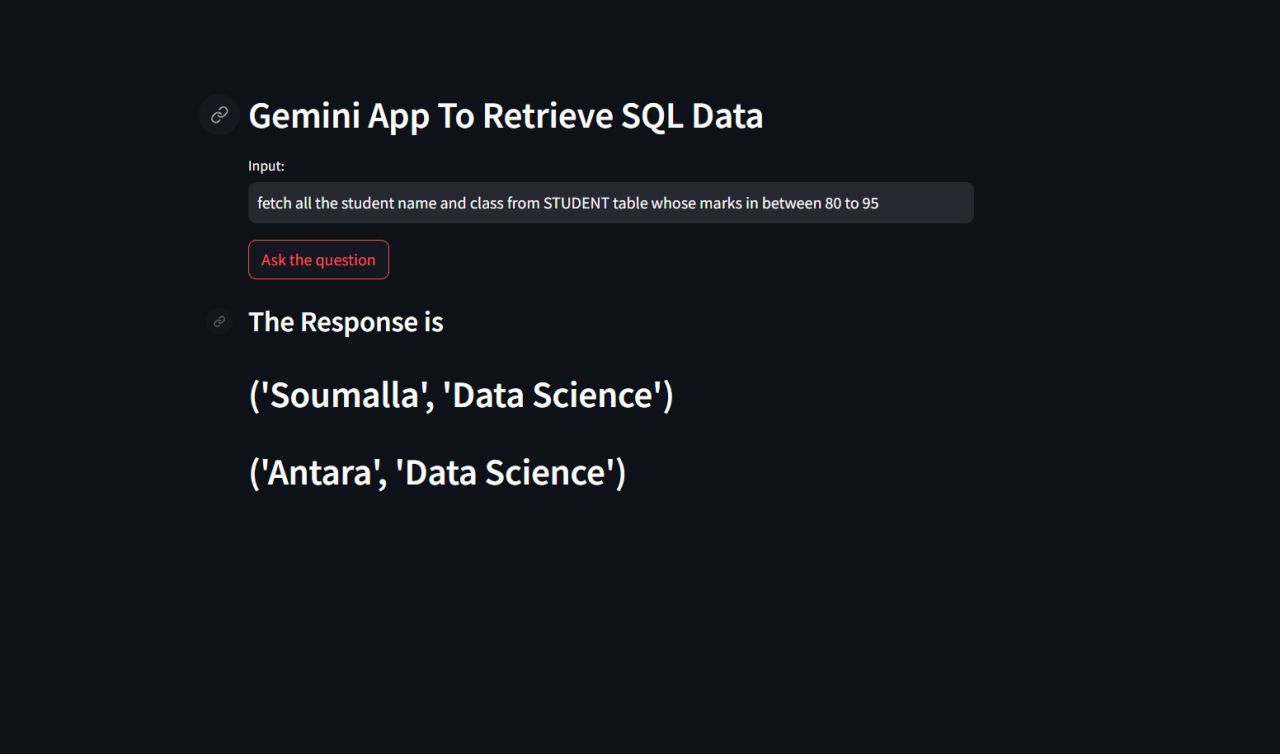 Gemini App To Retrieve SQL Data
Input:
fetch all the student name and class from STUDENT table whose marks in between 80 to 95
Ask the question
The Response is
('Soumalla', 'Data Science')
('Antara', 'Data Science')